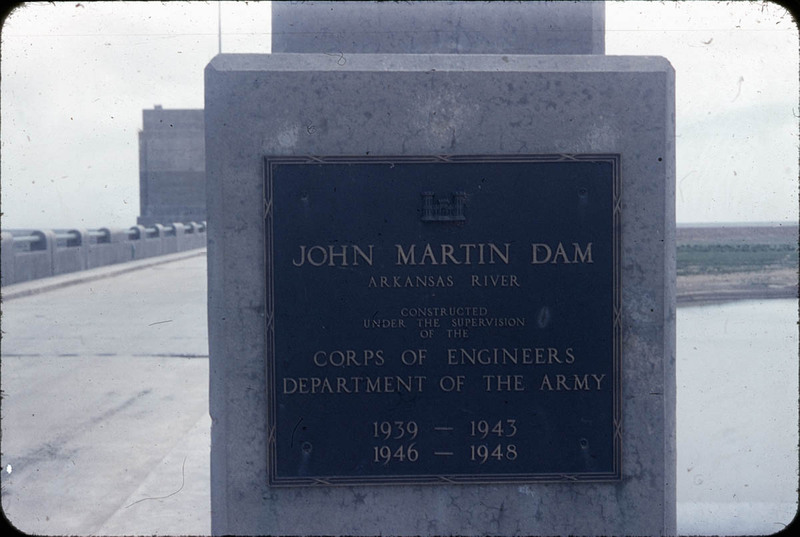 JOHN MARTIN DAM
ARKANSAS RIVER
CONSTRUCTED
UNDER THE SUPERVISION
OF THE
CORPS OF ENGINEERS
DEPARTMENT OF THE ARMY
1939 — 1943
1946 — 1948